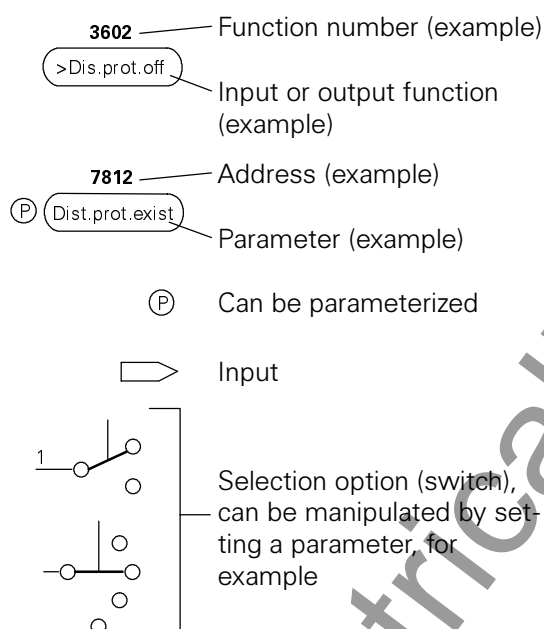 3602
Function number (example)
>Dis.prot.off
Input or output function
(example)
7812
Address (example)
P
Dist.prot.exist
Parameter (example)
P
Can be parameterized
Input
1
Selection option (switch),
can be manipulated by set-
ting a parameter, for
example